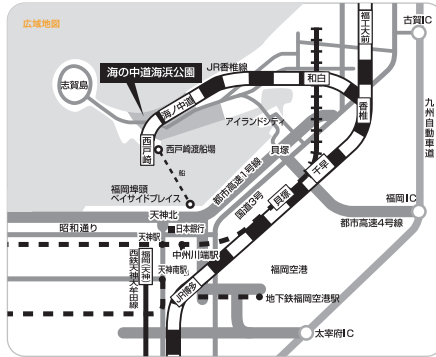 広域地図
古賀IC
福工大前
海の中道海浜公園
JR香椎線
和白
志賀島
海ノ中道
香椎
九州自動車道
アイランドシティ
西戸崎
西戸崎渡船場
貝塚
都市高速1号線
千早
船
福岡埠頭
ベイサイドプレイス
国道3号
貝塚
福岡IC
天神北
都市高速4号線
昭和通り
日本銀行
天神駅
中州川端駅
福岡(天神)
西鉄天神大牟田線
天神南駅
福岡空港
JR博多
地下鉄福岡空港駅
太宰府IC